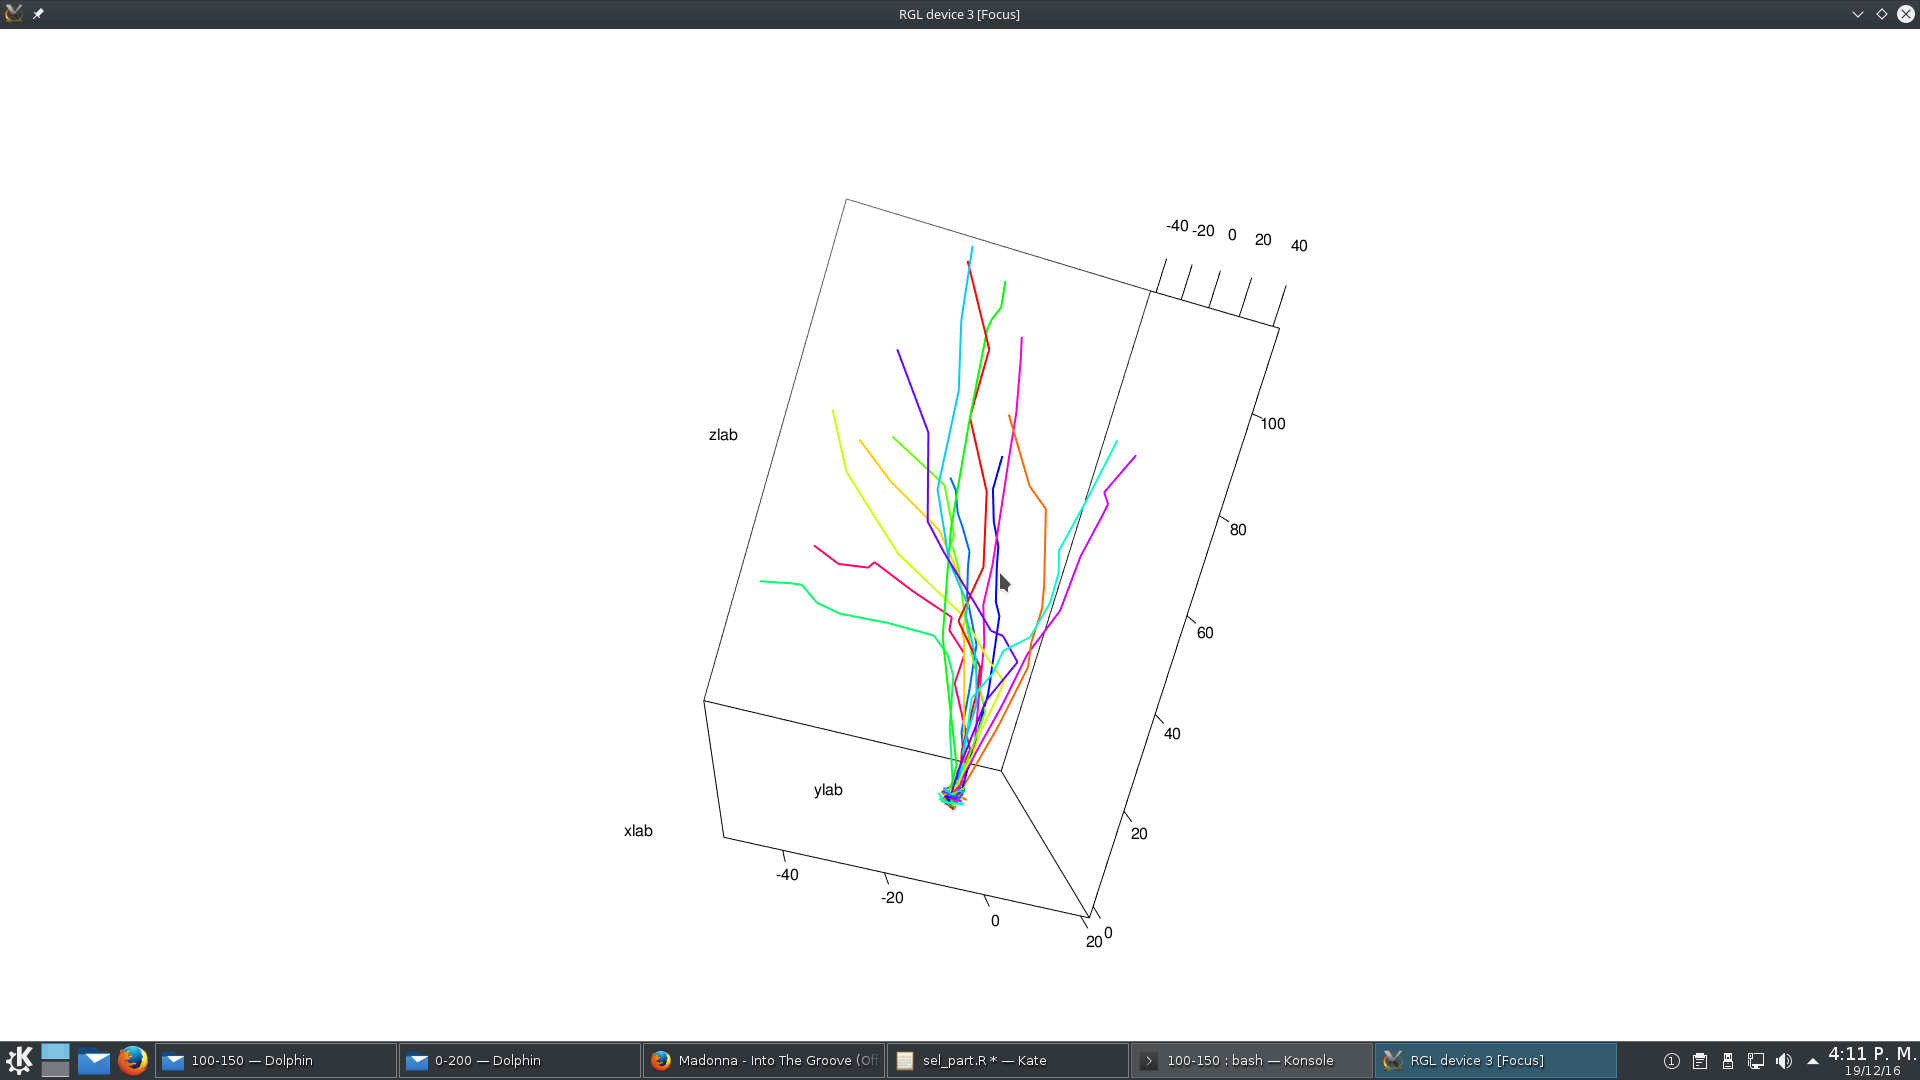 RGL device 3 [Focus]
-40 -20 0 20 40
zlab
100
80
60
40
20
0
ylab
xlab
-40
-20
0
20
100-150 — Dolphin
0-200 — Dolphin
Madonna - Into The Groove (Of
sel_part.R * — Kate
100-150 : bash — Konsole
RGL device 3 [Focus]
1
4:11 P. M.
19/12/16